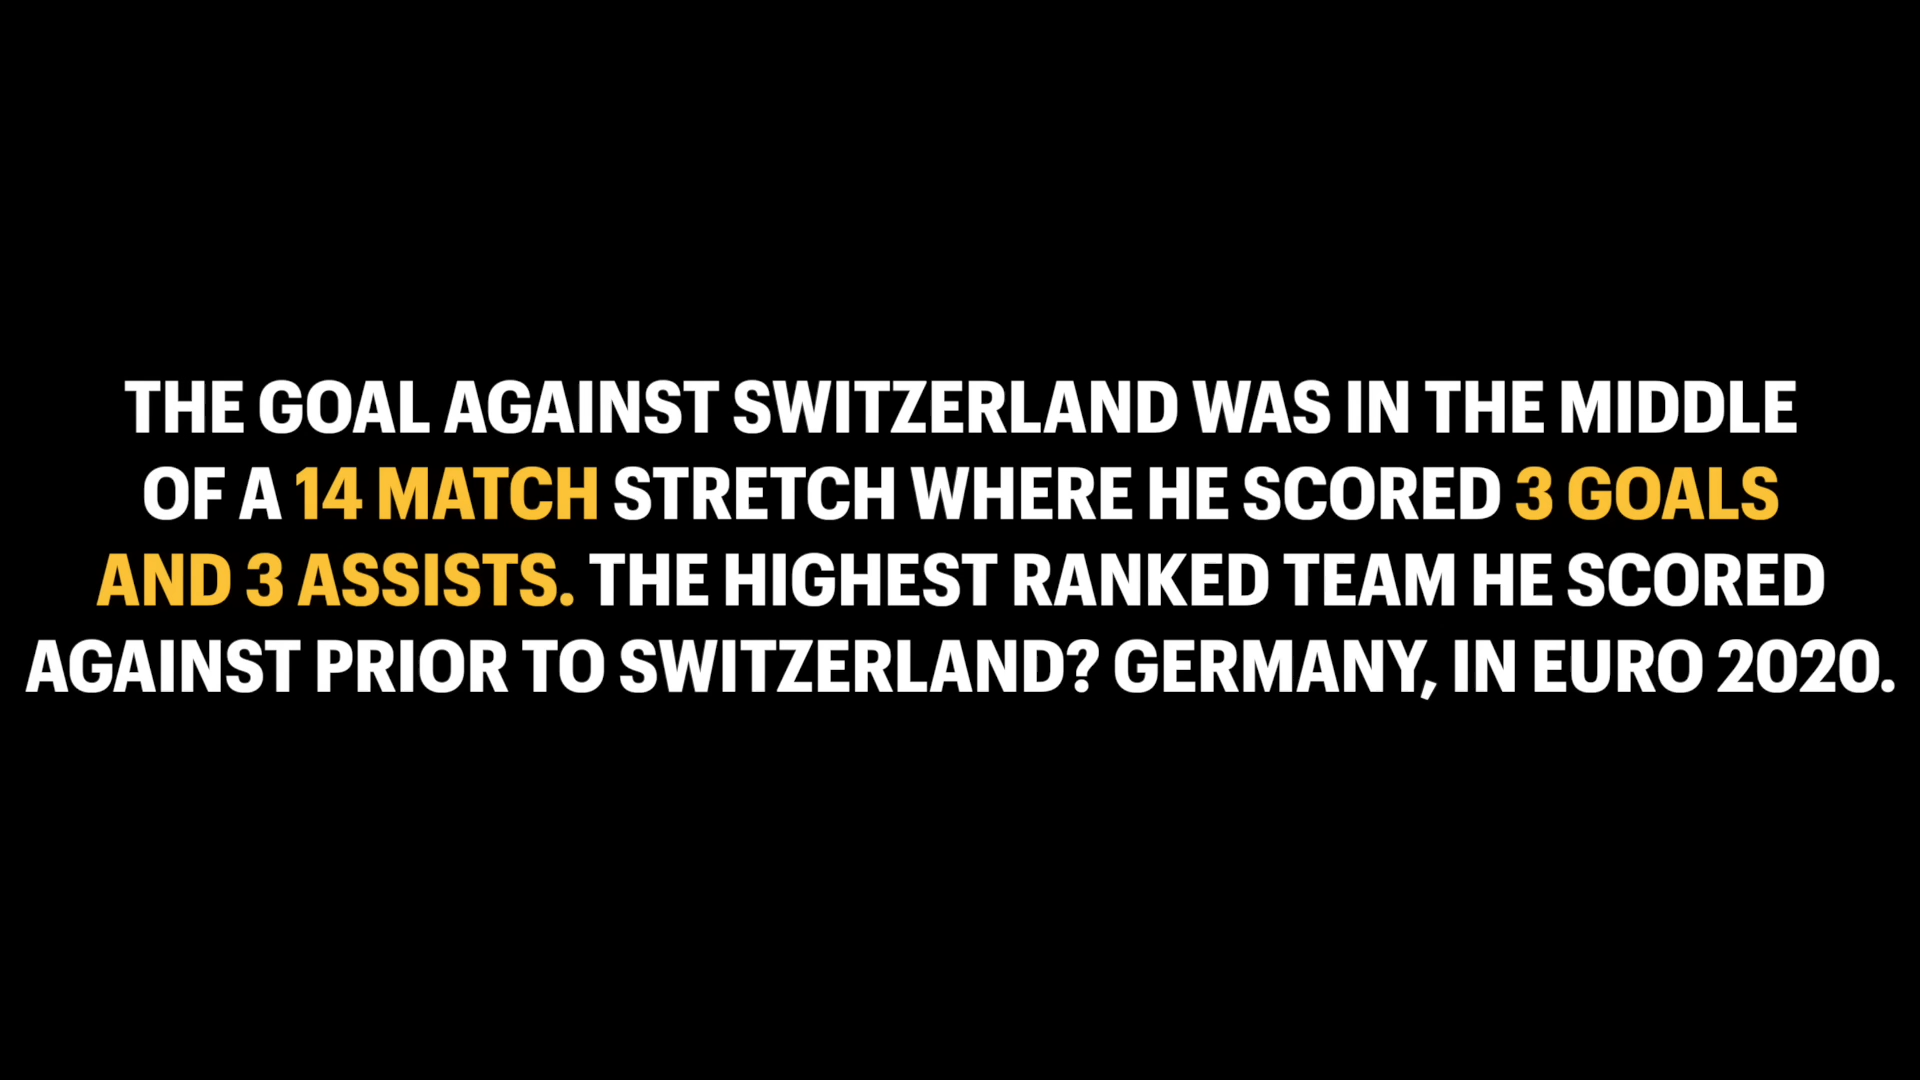 THE GOAL AGAINST SWITZERLAND WAS IN THE MIDDLE
OF A 14 MATCH STRETCH WHERE HE SCORED 3 GOALS
AND 3 ASSISTS. THE HIGHEST RANKED TEAM HE SCORED
AGAINST PRIOR TO SWITZERLAND? GERMANY, IN EURO 2020.